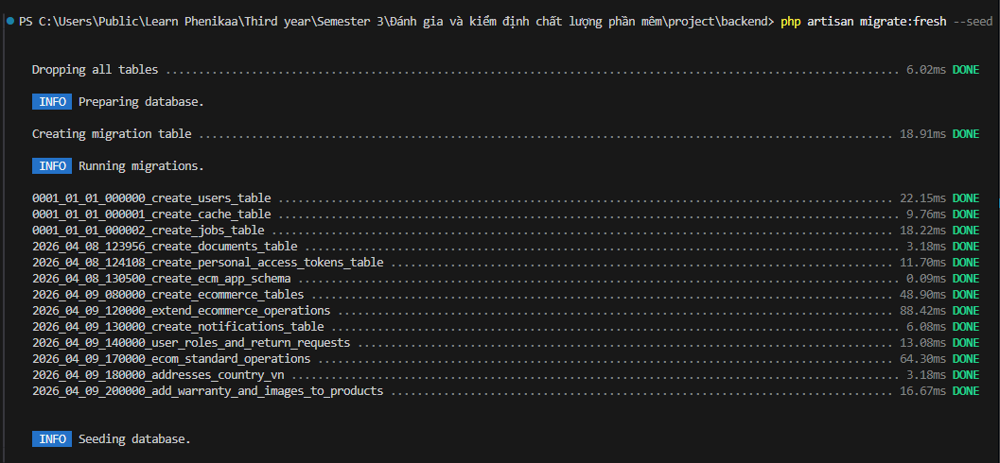 PS C:\Users\Public\Learn Phenikaa\Third year\Semester 3\Đánh gia và kiểm định chất lượng phần mêm\project\backend> php artisan migrate:fresh --seed
Dropping all tables ........................................................................................................ 6.02ms DONE
INFO Preparing database.
Creating migration table ................................................................................................... 18.91ms DONE
INFO Running migrations.
0001_01_01_000000_create_users_table ....................................................................................... 22.15ms DONE
0001_01_01_000001_create_cache_table ........................................................................................ 9.76ms DONE
0001_01_01_000002_create_jobs_table ........................................................................................ 18.22ms DONE
2026_04_08_123956_create_documents_table .................................................................................... 3.18ms DONE
2026_04_08_124108_create_personal_access_tokens_table ...................................................................... 11.70ms DONE
2026_04_08_130500_create_ecm_app_schema ..................................................................................... 0.09ms DONE
2026_04_09_080000_create_ecommerce_tables .................................................................................. 48.90ms DONE
2026_04_09_120000_extend_ecommerce_operations .............................................................................. 88.42ms DONE
2026_04_09_130000_create_notifications_table ................................................................................ 6.08ms DONE
2026_04_09_140000_user_roles_and_return_requests ........................................................................... 13.08ms DONE
2026_04_09_170000_ecom_standard_operations ................................................................................. 64.30ms DONE
2026_04_09_180000_addresses_country_vn ...................................................................................... 3.18ms DONE
2026_04_09_200000_add_warranty_and_images_to_products ...................................................................... 16.67ms DONE
INFO Seeding database.